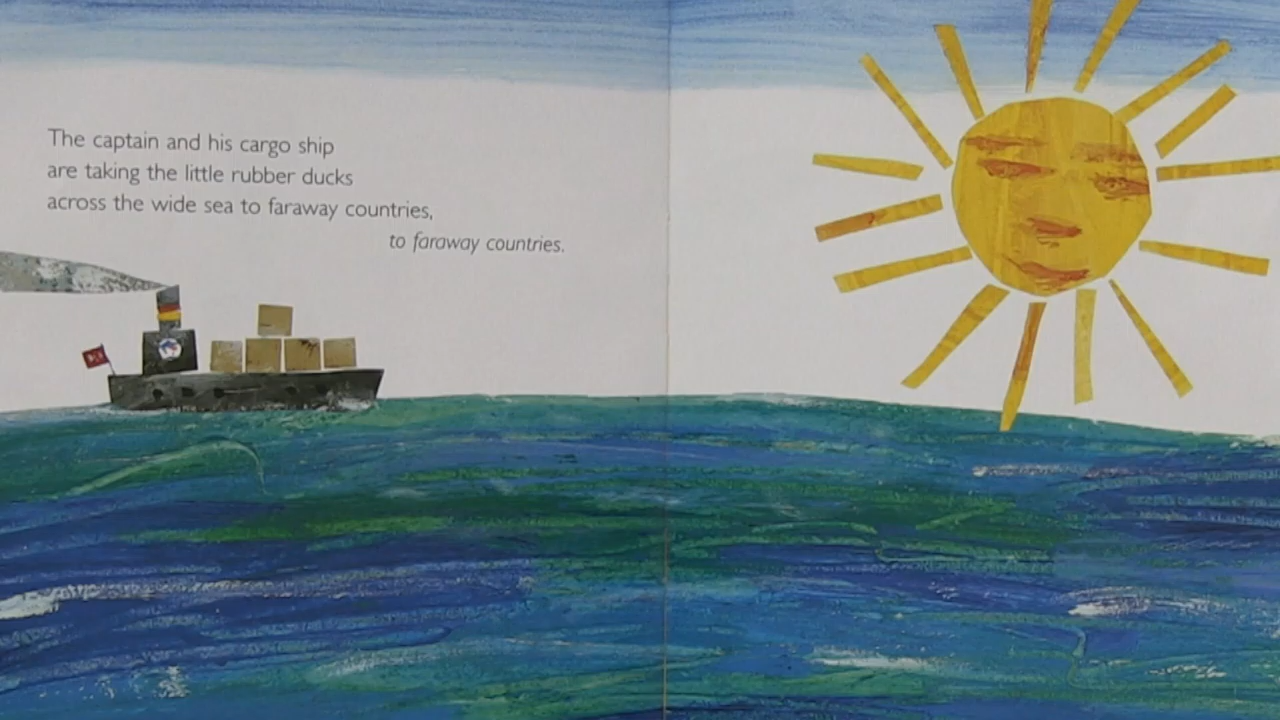 The captain and his cargo ship
are taking the little rubber ducks
across the wide sea to faraway countries,
to faraway countries.